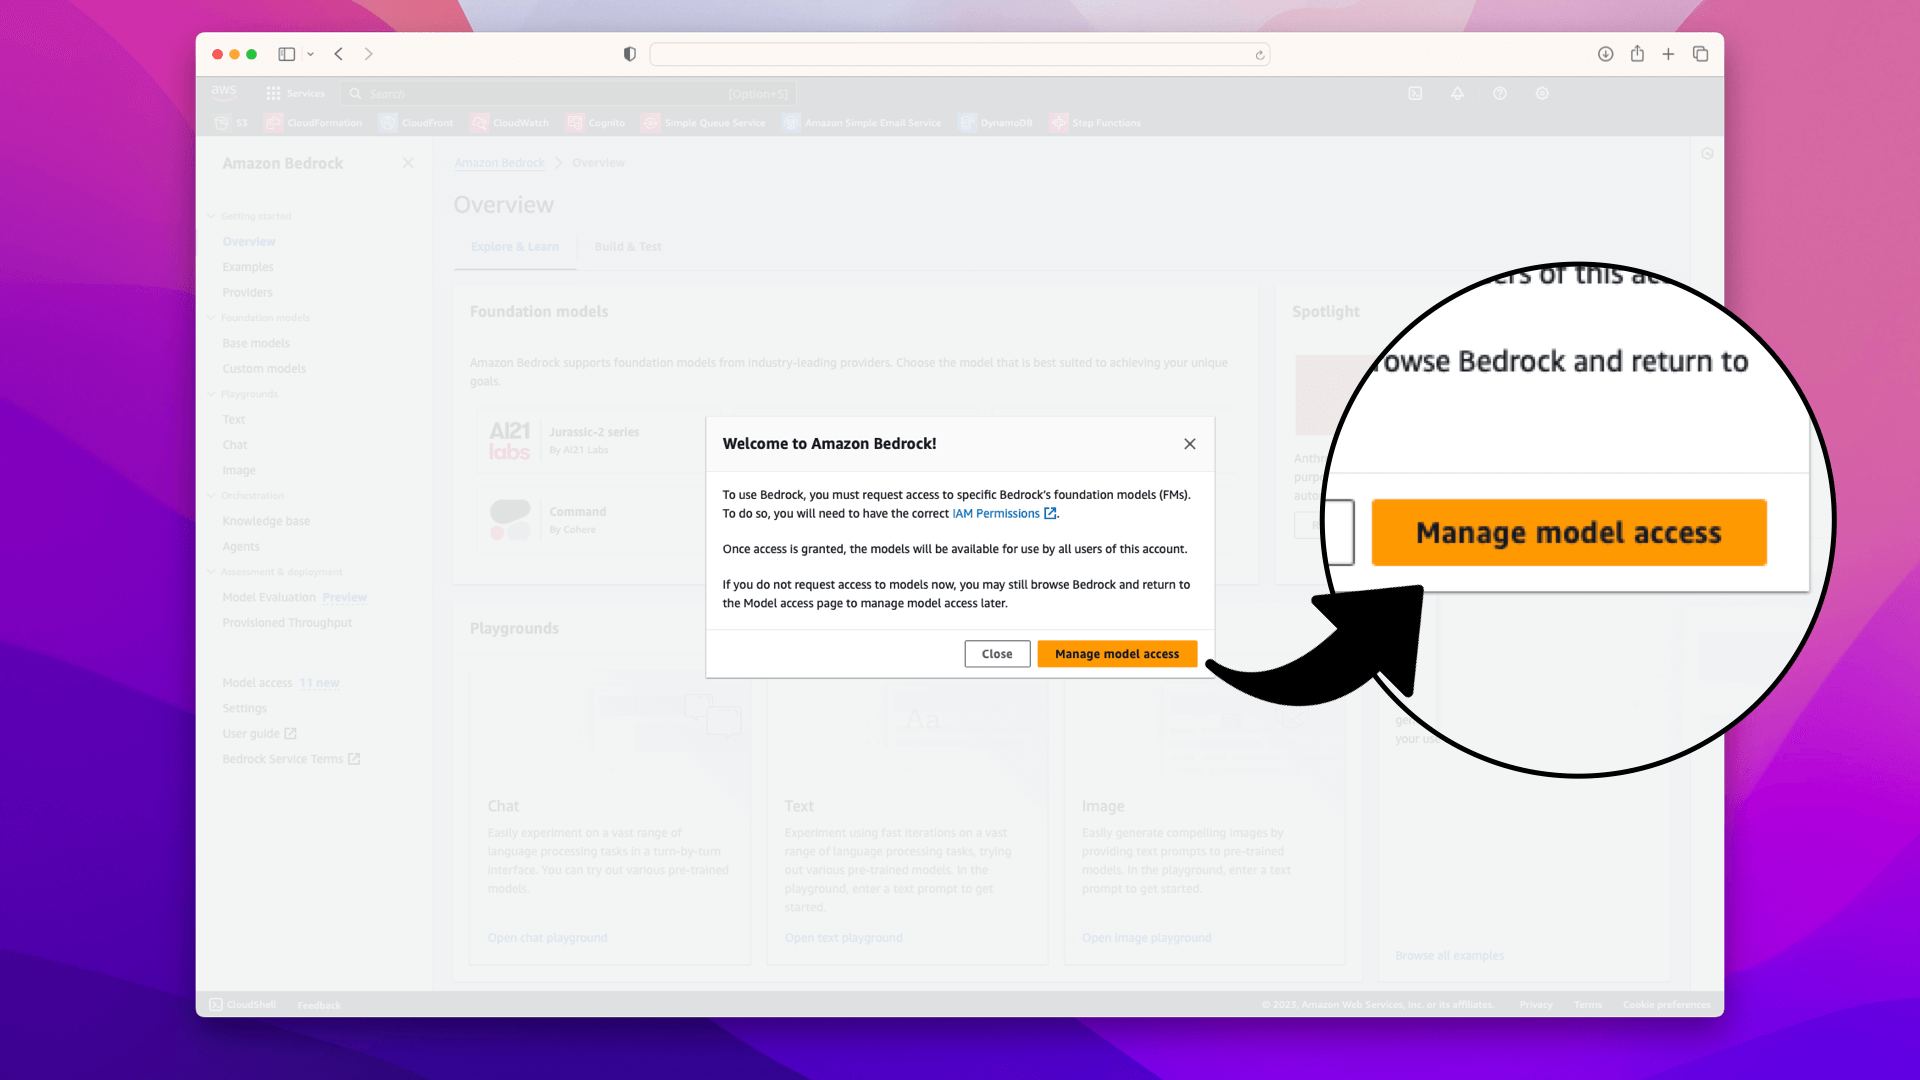 aws
Services
Search
[Option+S]
S3
CloudFormation
CloudFront
CloudWatch
Cognito
Simple Queue Service
Amazon Simple Email Service
DynamoDB
Step Functions
Amazon Bedrock
Amazon Bedrock
Overview
Overview
Explore & Learn
Build & Test
Getting started
Overview
Examples
Providers
Foundation models
Base models
Custom models
Playgrounds
Text
Chat
Image
Orchestration
Knowledge base
Agents
Assessment & deployment
Model Evaluation Preview
Provisioned Throughput
Model access 11 new
Settings
User guide
Bedrock Service Terms
Foundation models
Amazon Bedrock supports foundation models from industry-leading providers. Choose the model that is best suited to achieving your unique
goals.
AI21
labs
Jurassic-2 series
By AI21 Labs
Command
By Cohere
Spotlight
Anthr
purp
auto
Welcome to Amazon Bedrock!
To use Bedrock, you must request access to specific Bedrock's foundation models (FMs).
To do so, you will need to have the correct IAM Permissions.
Once access is granted, the models will be available for use by all users of this account.
If you do not request access to models now, you may still browse Bedrock and return to
the Model access page to manage model access later.
Close
Manage model access
ers of this ac
rowse Bedrock and return to
Manage model access
Playgrounds
Aa
Chat
Easily experiment on a vast range of
language processing tasks in a turn-by-turn
interface. You can try out various pre-trained
models.
Open chat playground
Text
Experiment using fast iterations on a vast
range of language processing tasks, trying
out various pre-trained models. In the
playground, enter a text prompt to get
started.
Open text playground
Image
Easily generate compelling images by
providing text prompts to pre-trained
models. In the playground, enter a text
prompt to get started.
Open image playground
ge
your us
Browse all examples
CloudShell
Feedback
© 2023, Amazon Web Services, Inc. or its affiliates.
Privacy
Terms
Cookie preferences